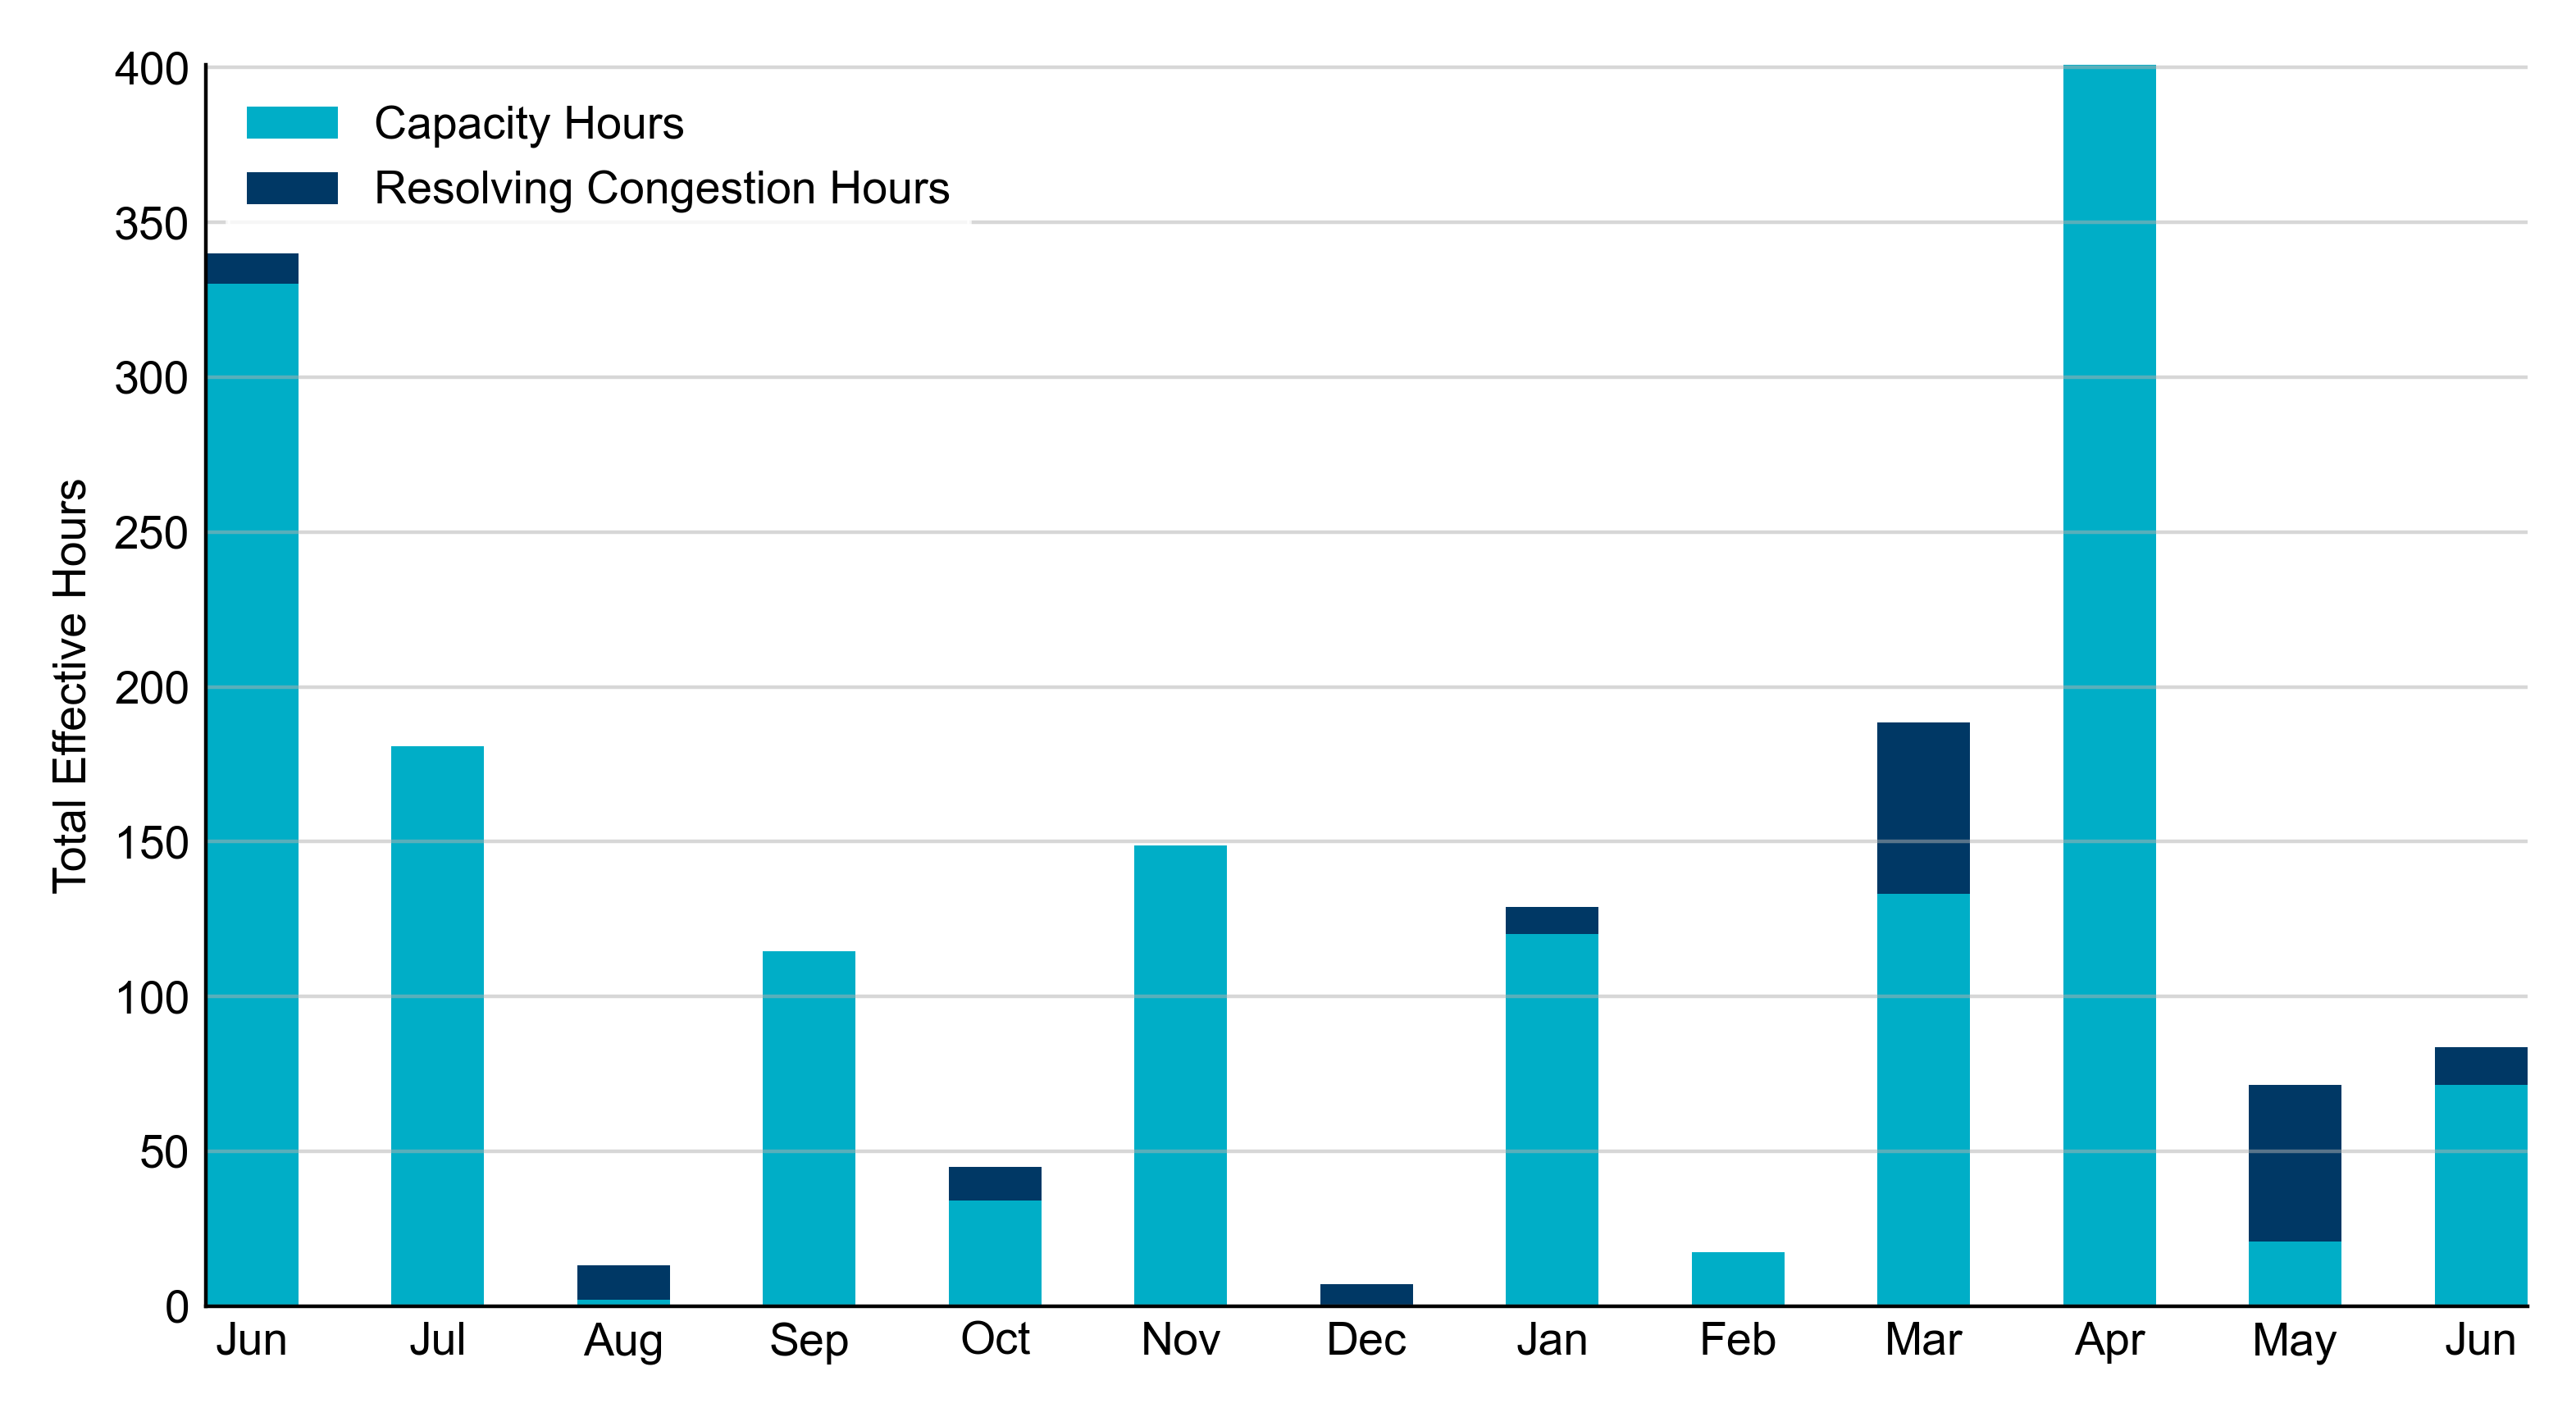 400
Capacity Hours
Resolving Congestion Hours
350
300
250
200
150
100
50
0
Total Effective Hours
Jun Jul Aug Sep Oct Nov Dec Jan Feb Mar Apr May Jun